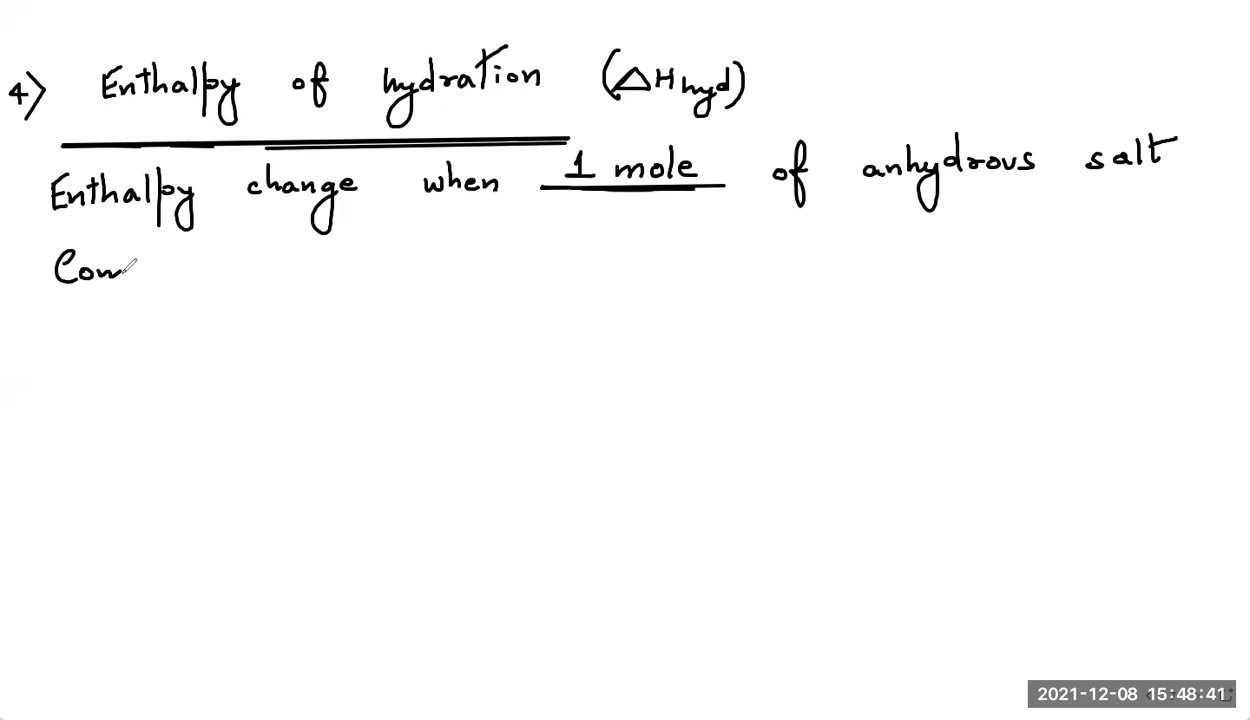 4) Enthalpy of hydration (ΔHhyd)
Enthalpy change when 1 mole of anhydrous salt
Com
2021-12-08 15:48:41